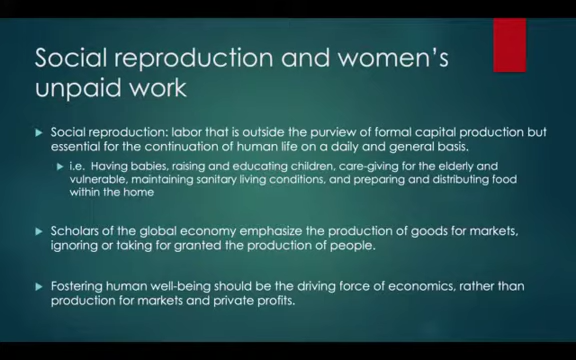 Social reproduction and women's
unpaid work
Social reproduction: labor that is outside the purview of formal capital production but
essential for the continuation of human life on a daily and general basis.
i.e. Having babies, raising and educating children, care-giving for the elderly and
vulnerable, maintaining sanitary living conditions, and preparing and distributing food
within the home
Scholars of the global economy emphasize the production of goods for markets,
ignoring or taking for granted the production of people.
Fostering human well-being should be the driving force of economics, rather than
production for markets and private profits.